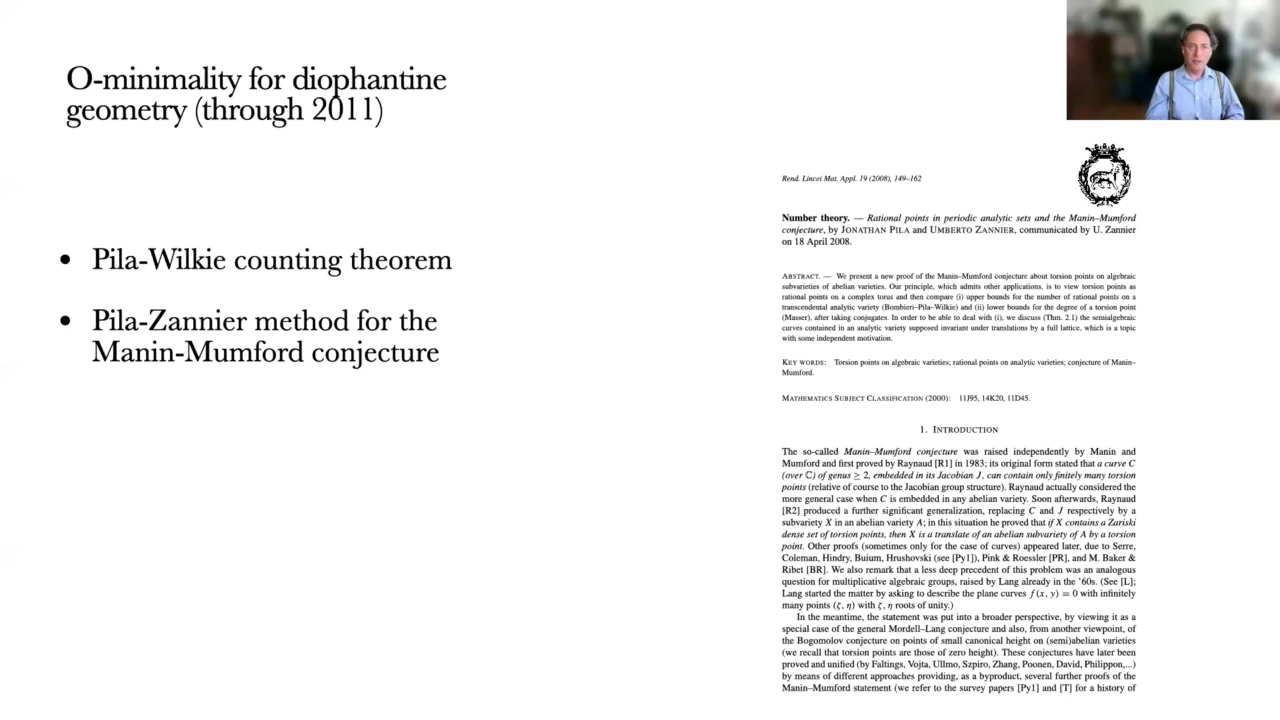 O-minimality for diophantine
geometry (through 2011)
• Pila-Wilkie counting theorem
• Pila-Zannier method for the
Manin-Mumford conjecture
Rend. Lincei Mat. Appl. 19 (2008), 149–162
Number theory. — Rational points in periodic analytic sets and the Manin–Mumford
conjecture, by JONATHAN PILA and UMBERTO ZANNIER, communicated by U. Zannier
on 18 April 2008.
ABSTRACT. — We present a new proof of the Manin–Mumford conjecture about torsion points on algebraic
subvarieties of abelian varieties. Our principle, which admits other applications, is to view torsion points as
rational points on a complex torus and then compare (i) upper bounds for the number of rational points on a
transcendental analytic variety (Bombieri–Pila–Wilkie) and (ii) lower bounds for the degree of a torsion point
(Masser), after taking conjugates. In order to be able to deal with (i), we discuss (Thm. 2.1) the semialgebraic
curves contained in an analytic variety supposed invariant under translations by a full lattice, which is a topic
with some independent motivation.
KEY WORDS: Torsion points on algebraic varieties; rational points on analytic varieties; conjecture of Manin–
Mumford.
MATHEMATICS SUBJECT CLASSIFICATION (2000): 11J95, 14K20, 11D45.
1. INTRODUCTION
The so-called Manin–Mumford conjecture was raised independently by Manin and
Mumford and first proved by Raynaud [R1] in 1983; its original form stated that a curve C
(over ℂ) of genus ≥ 2, embedded in its Jacobian J, can contain only finitely many torsion
points (relative of course to the Jacobian group structure). Raynaud actually considered the
more general case when C is embedded in any abelian variety. Soon afterwards, Raynaud
[R2] produced a further significant generalization, replacing C and J respectively by a
subvariety X in an abelian variety A; in this situation he proved that if X contains a Zariski
dense set of torsion points, then X is a translate of an abelian subvariety of A by a torsion
point. Other proofs (sometimes only for the case of curves) appeared later, due to Serre,
Coleman, Hindry, Buium, Hrushovski (see [Py1]), Pink & Roessler [PR], and M. Baker &
Ribet [BR]. We also remark that a less deep precedent of this problem was an analogous
question for multiplicative algebraic groups, raised by Lang already in the '60s. (See [L];
Lang started the matter by asking to describe the plane curves f(x, y) = 0 with infinitely
many points (ζ, η) with ζ, η roots of unity.)
In the meantime, the statement was put into a broader perspective, by viewing it as a
special case of the general Mordell–Lang conjecture and also, from another viewpoint, of
the Bogomolov conjecture on points of small canonical height on (semi)abelian varieties
(we recall that torsion points are those of zero height). These conjectures have later been
proved and unified (by Faltings, Vojta, Ullmo, Szpiro, Zhang, Poonen, David, Philippon,...)
by means of different approaches providing, as a byproduct, several further proofs of the
Manin–Mumford statement (we refer to the survey papers [Py1] and [T] for a history of